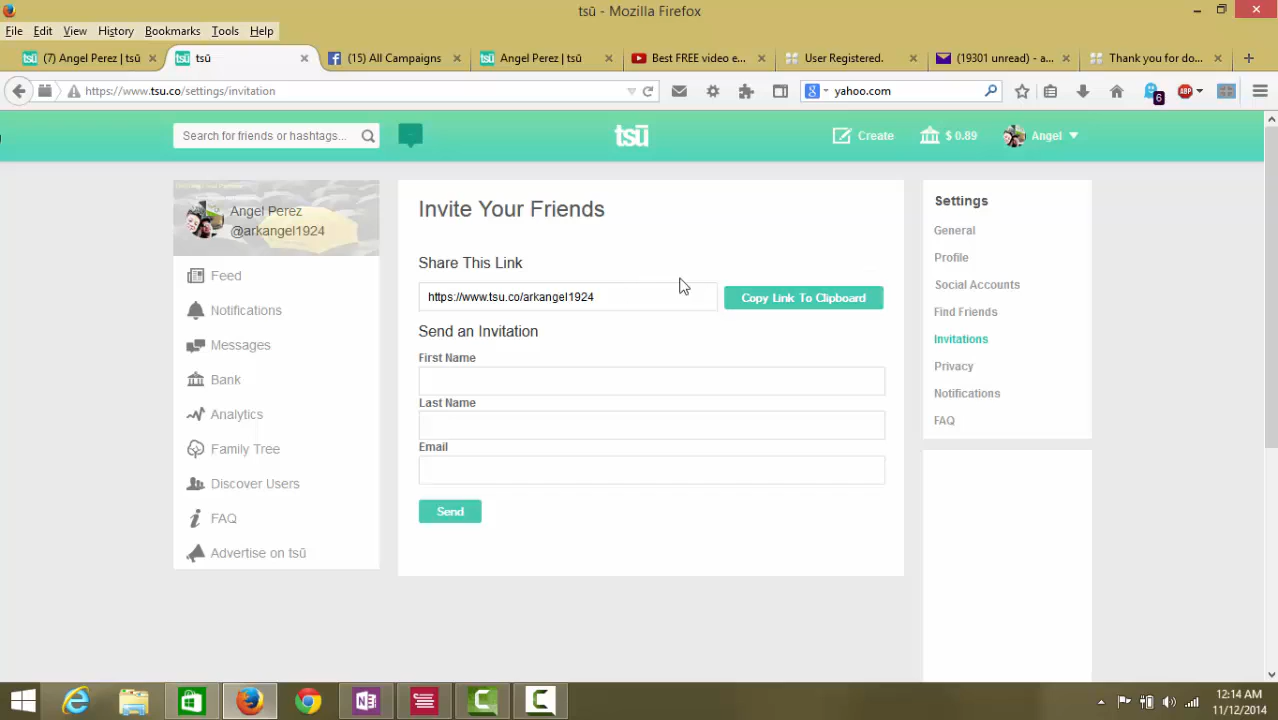 tsū - Mozilla Firefox
File Edit View History Bookmarks Tools Help
(7) Angel Perez | tsū
tsū
(15) All Campaigns
Angel Perez | tsū
Best FREE video e...
User Registered.
(19301 unread) - a...
Thank you for do...
https://www.tsu.co/settings/invitation
yahoo.com
6
ABP
Search for friends or hashtags...
tsū
Create
$ 0.89
Angel
Angel Perez
@arkangel1924
Feed
Notifications
Messages
Bank
Analytics
Family Tree
Discover Users
FAQ
Advertise on tsū
Invite Your Friends
Share This Link
https://www.tsu.co/arkangel1924
Copy Link To Clipboard
Send an Invitation
First Name
Last Name
Email
Send
Settings
General
Profile
Social Accounts
Find Friends
Invitations
Privacy
Notifications
FAQ
12:14 AM
11/12/2014